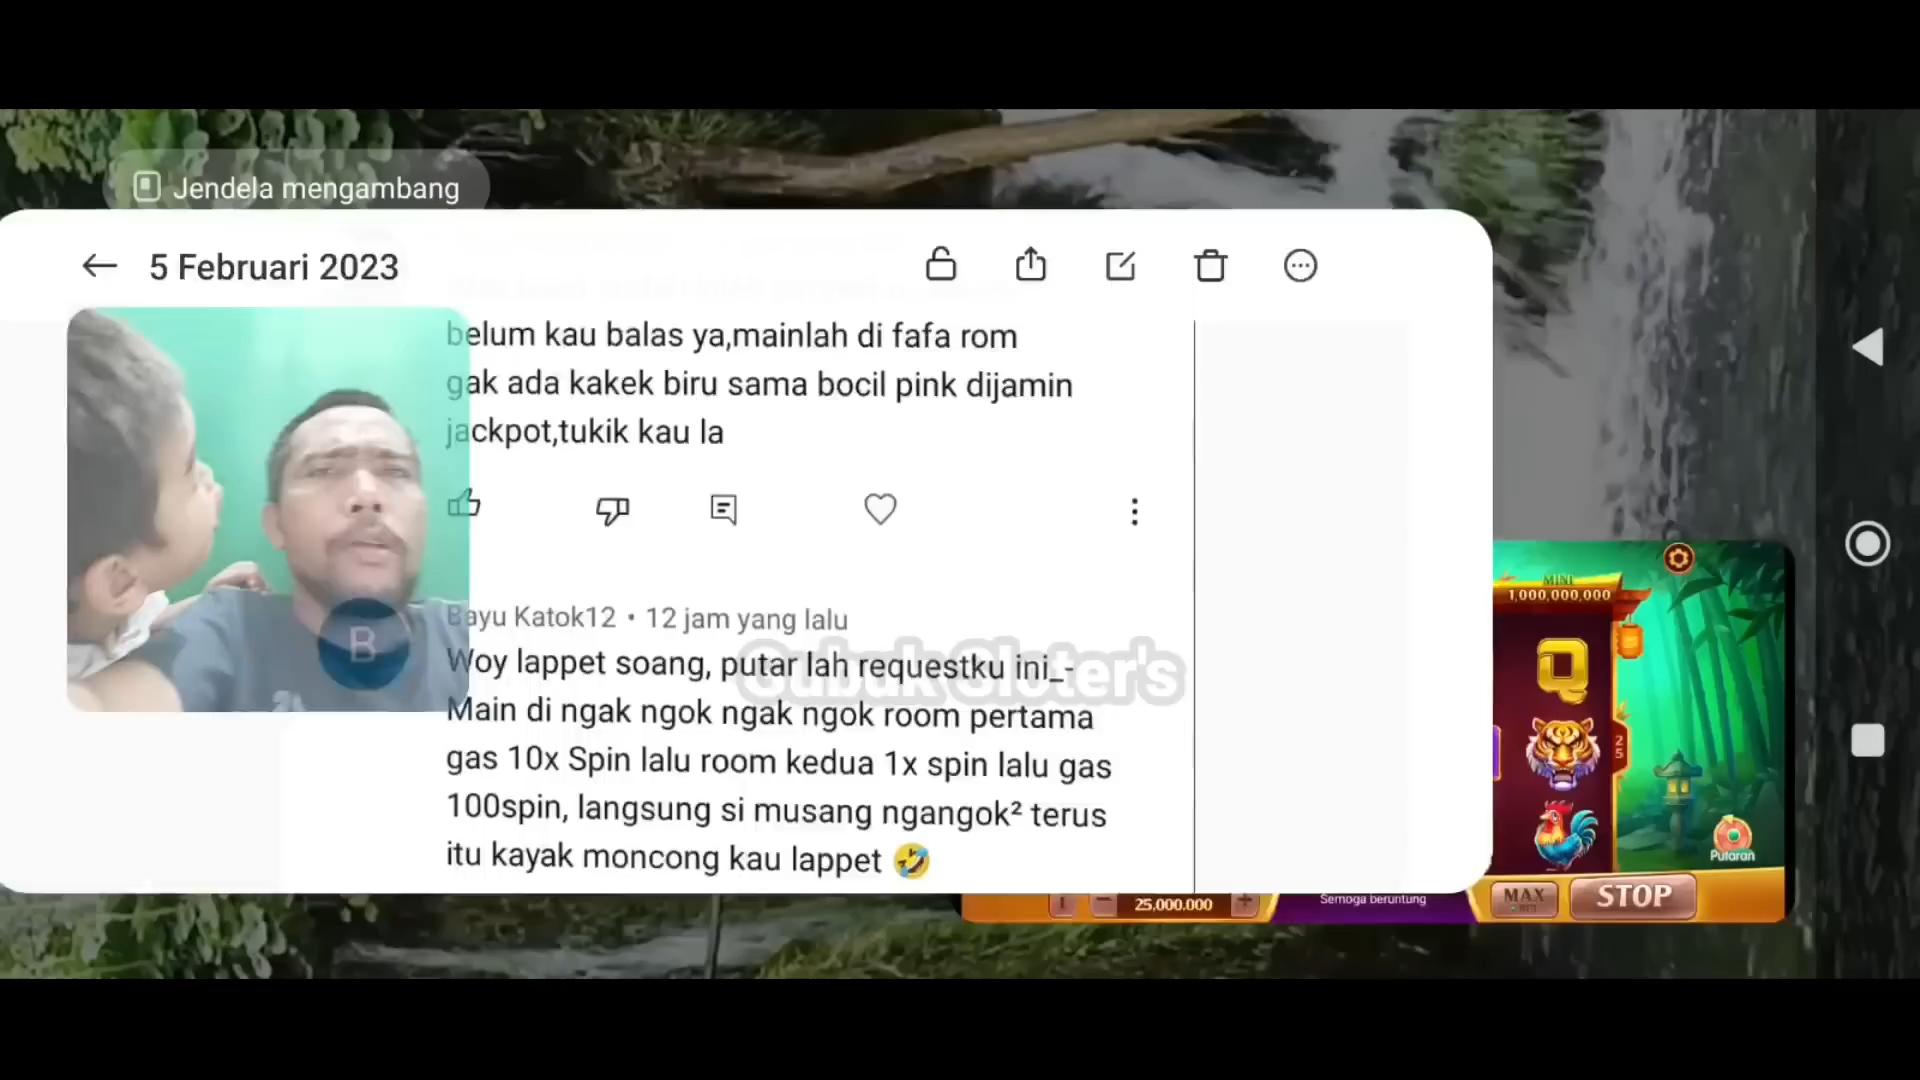 Jendela mengambang
5 Februari 2023
belum kau balas ya,mainlah di fafa rom
gak ada kakek biru sama bocil pink dijamin
jackpot,tukik kau la
B
Bayu Katok12 • 12 jam yang lalu
Woy lappet soang, putar lah requestku ini_-
Gubuk Sloter's
Main di ngak ngok ngak ngok room pertama
gas 10x Spin lalu room kedua 1x spin lalu gas
100spin, langsung si musang ngangok² terus
itu kayak moncong kau lappet 🤣
MINI
1,000,000,000
Q
25
Putaran
25,000.000
Semoga beruntung
MAX
STOP